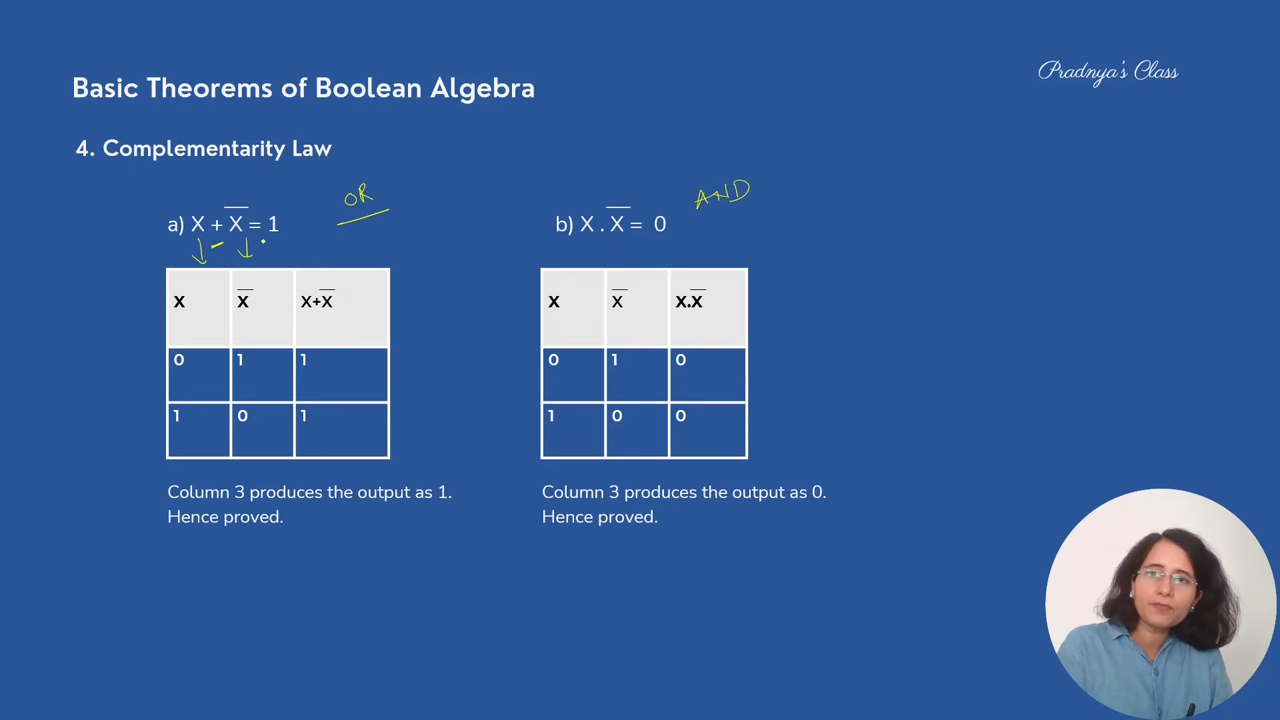 Pradnya's Class
Basic Theorems of Boolean Algebra
4. Complementarity Law
OR
a) X + X̅ = 1
AND
b) X . X̅ = 0
X X̅ X+X̅
0 1 1
1 0 1
Column 3 produces the output as 1.
Hence proved.
X X̅ X.X̅
0 1 0
1 0 0
Column 3 produces the output as 0.
Hence proved.